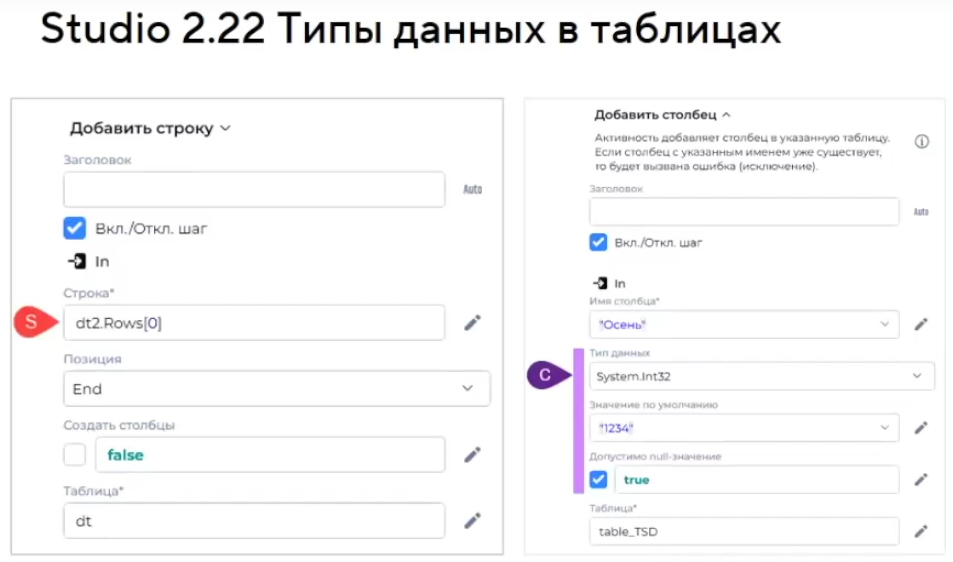 Studio 2.22 Типы данных в таблицах
Добавить строку
Заголовок
Auto
Вкл./Откл. шаг
In
Строка*
S
dt2.Rows[0]
Позиция
End
Создать столбцы
false
Таблица*
dt
Добавить столбец
Активность добавляет столбец в указанную таблицу.
Если столбец с указанным именем уже существует,
то будет вызвана ошибка (исключение).
Заголовок
Auto
Вкл./Откл. шаг
In
Имя столбца*
"Осень"
Тип данных
C
System.Int32
Значение по умолчанию
"1234"
Допустимо null-значение
true
Таблица*
table_TSD